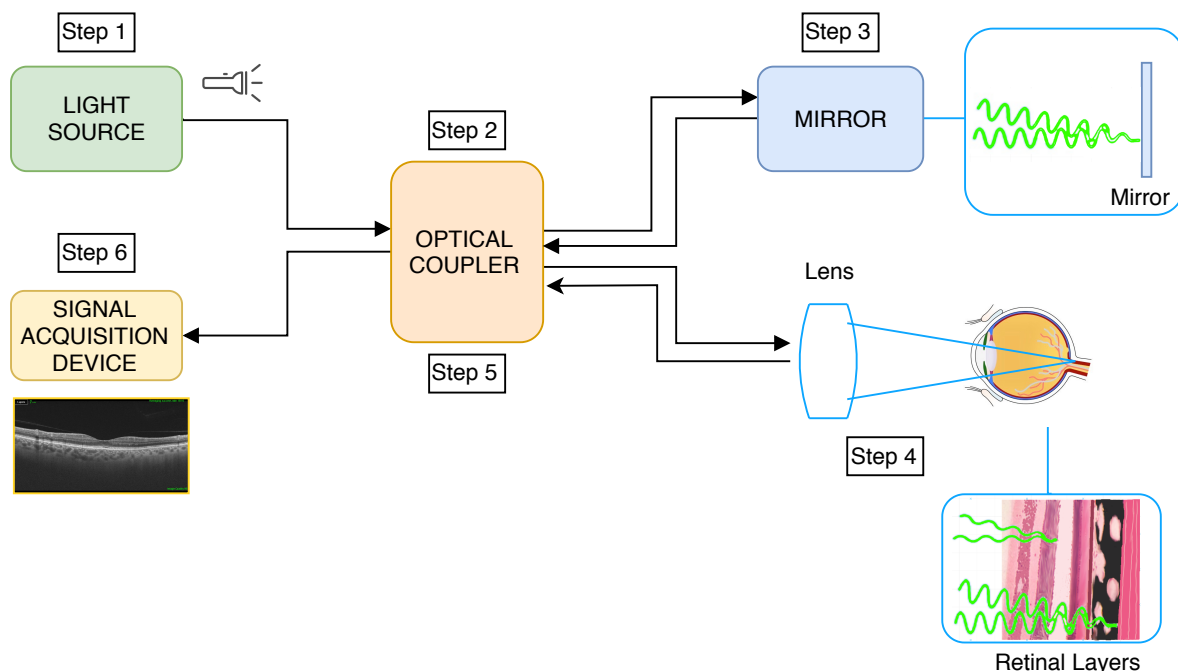 Step 1
LIGHT
SOURCE
Step 2
OPTICAL
COUPLER
Step 5
Step 3
MIRROR
Mirror
Step 6
SIGNAL
ACQUISITION
DEVICE
Lens
Step 4
Retinal Layers